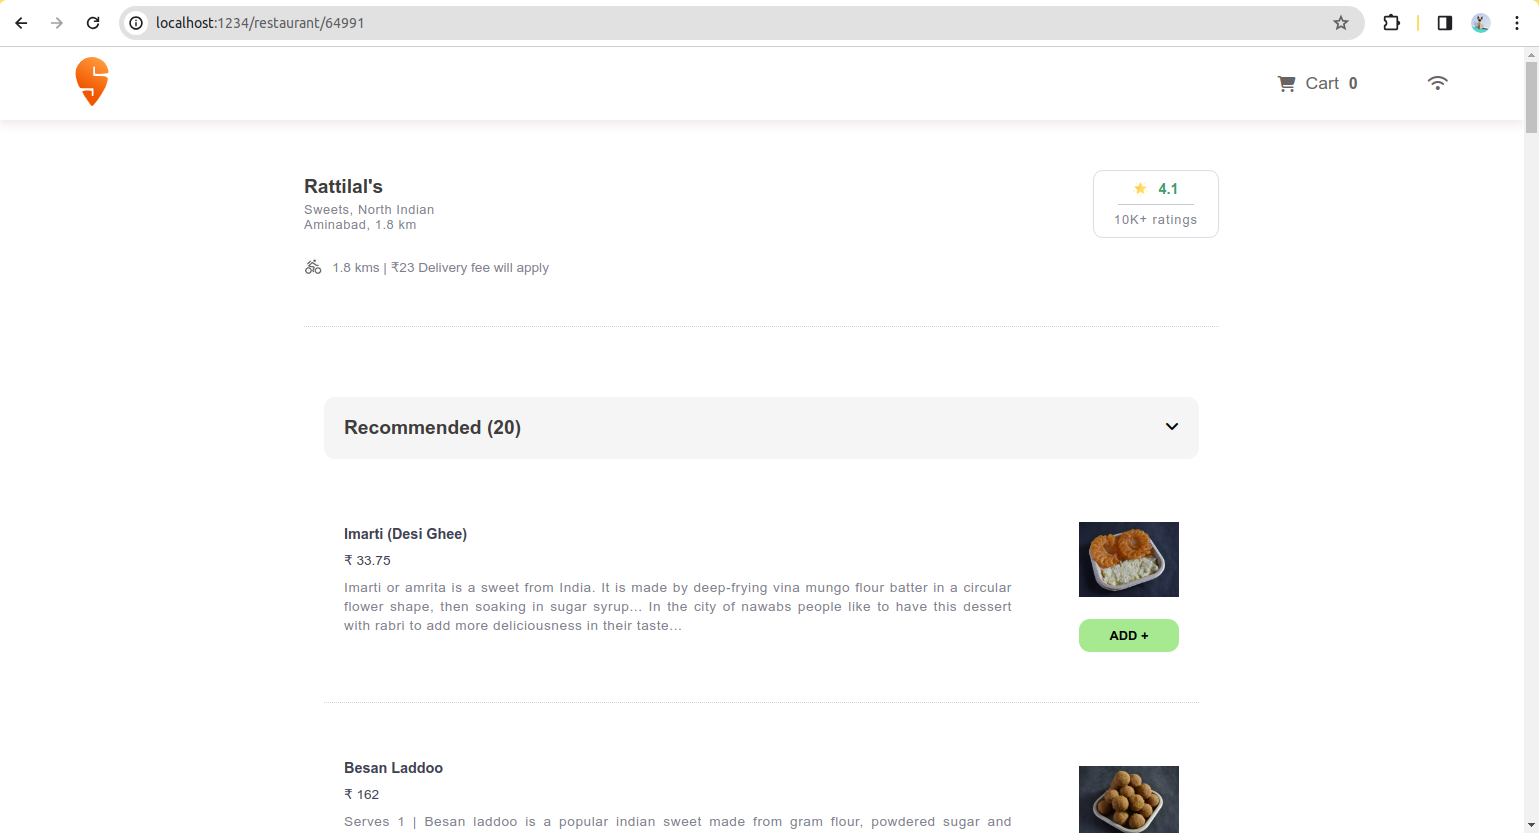 localhost:1234/restaurant/64991
Cart 0
Rattilal's
Sweets, North Indian
Aminabad, 1.8 km
4.1
10K+ ratings
1.8 kms | ₹23 Delivery fee will apply
Recommended (20)
Imarti (Desi Ghee)
₹ 33.75
Imarti or amrita is a sweet from India. It is made by deep-frying vina mungo flour batter in a circular
flower shape, then soaking in sugar syrup... In the city of nawabs people like to have this dessert
with rabri to add more deliciousness in their taste...
ADD +
Besan Laddoo
₹ 162
Serves 1 | Besan laddoo is a popular indian sweet made from gram flour, powdered sugar and